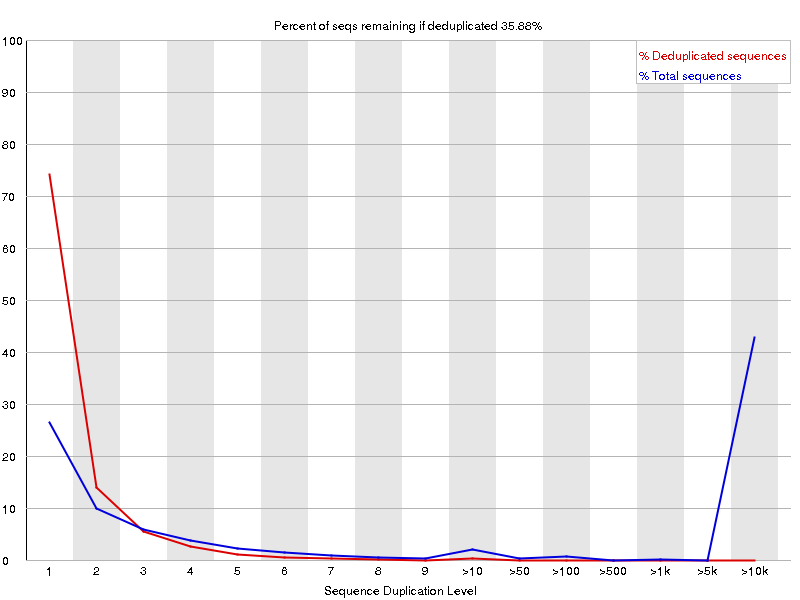 Percent of seqs remaining if deduplicated 35.88%
% Deduplicated sequences
% Total sequences
100
90
80
70
60
50
40
30
20
10
0
1 2 3 4 5 6 7 8 9 >10 >50 >100 >500 >1k >5k >10k
Sequence Duplication Level